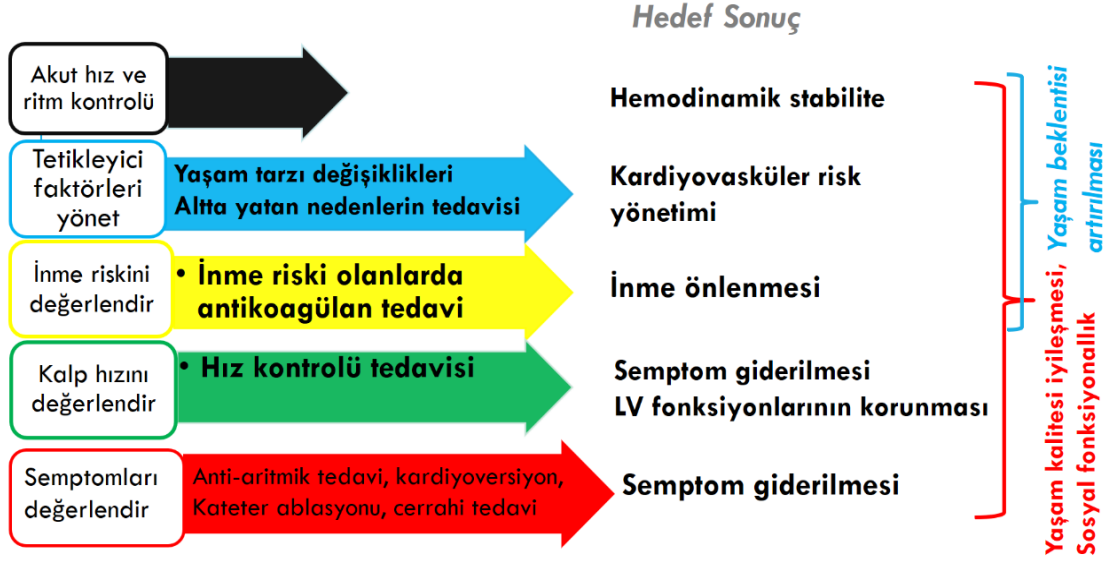 Hedef Sonuç
Akut hız ve
ritm kontrolü
Hemodinamik stabilite
Tetikleyici
faktörleri
yönet
Yaşam tarzı değişiklikleri
Altta yatan nedenlerin tedavisi
Kardiyovasküler risk
yönetimi
İnme riskini
değerlendir
• İnme riski olanlarda
antikoagülan tedavi
İnme önlenmesi
Kalp hızını
değerlendir
• Hız kontrolü tedavisi
Semptom giderilmesi
LV fonksiyonlarının korunması
Semptomları
değerlendir
Anti-aritmik tedavi, kardiyoversiyon,
Kateter ablasyonu, cerrahi tedavi
Semptom giderilmesi
Yaşam kalitesi iyileşmesi,
Sosyal fonksiyonallık
Yaşam beklentisi
artırılması